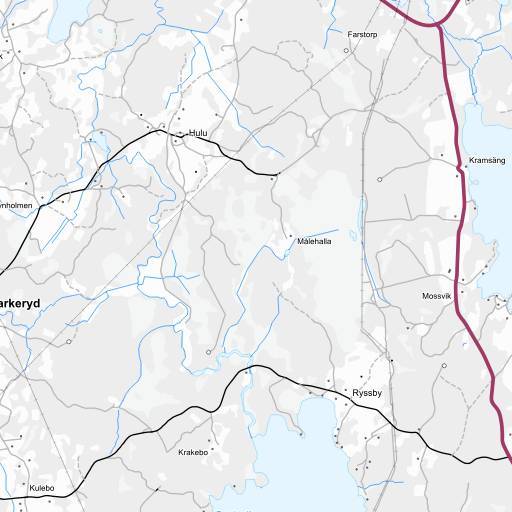 Farstorp
Hulu
Kramsäng
Målehalla
Mossvik
arkeryd
Ryssby
Krakebo
Kulebo